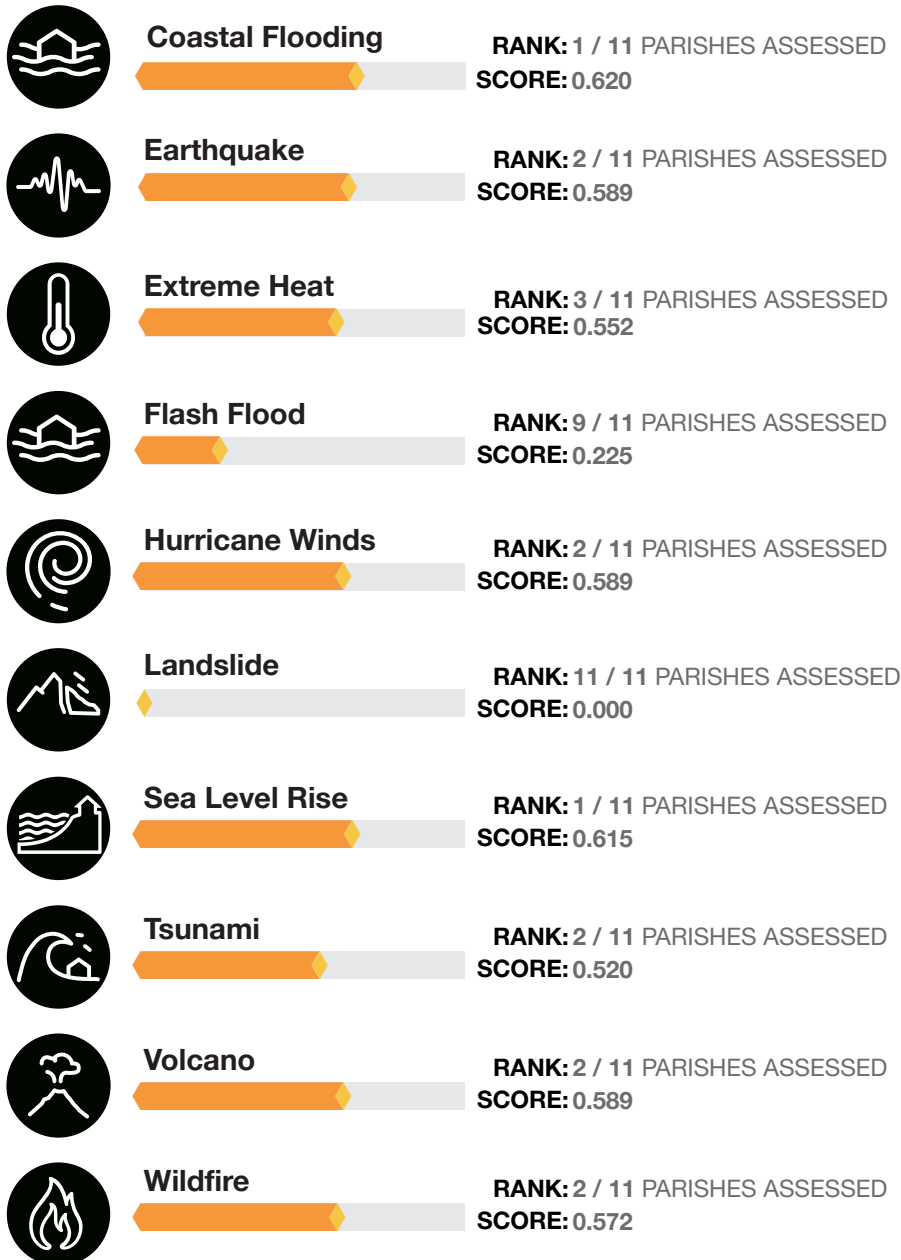 Coastal Flooding
RANK: 1 / 11 PARISHES ASSESSED
SCORE: 0.620
Earthquake
RANK: 2 / 11 PARISHES ASSESSED
SCORE: 0.589
Extreme Heat
RANK: 3 / 11 PARISHES ASSESSED
SCORE: 0.552
Flash Flood
RANK: 9 / 11 PARISHES ASSESSED
SCORE: 0.225
Hurricane Winds
RANK: 2 / 11 PARISHES ASSESSED
SCORE: 0.589
Landslide
RANK: 11 / 11 PARISHES ASSESSED
SCORE: 0.000
Sea Level Rise
RANK: 1 / 11 PARISHES ASSESSED
SCORE: 0.615
Tsunami
RANK: 2 / 11 PARISHES ASSESSED
SCORE: 0.520
Volcano
RANK: 2 / 11 PARISHES ASSESSED
SCORE: 0.589
Wildfire
RANK: 2 / 11 PARISHES ASSESSED
SCORE: 0.572